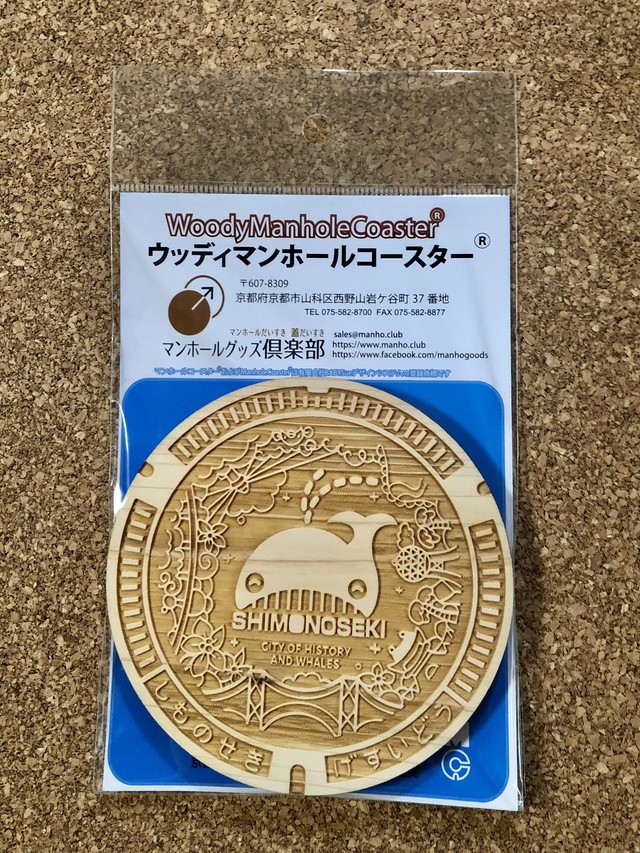 WoodyManholeCoaster®
ウッディマンホールコースター®
〒607-8309
京都府京都市山科区西野山岩ケ谷町 37 番地
TEL 075-582-8700 FAX 075-582-8877
マンホールだいすき 蓋だいすき
マンホールグッズ倶楽部
sales@manho.club
https://www.manho.club
https://www.facebook.com/manhogoods
SHIMONOSEKI
CITY OF HISTORY
AND WHALES
しものせき
げすいどう